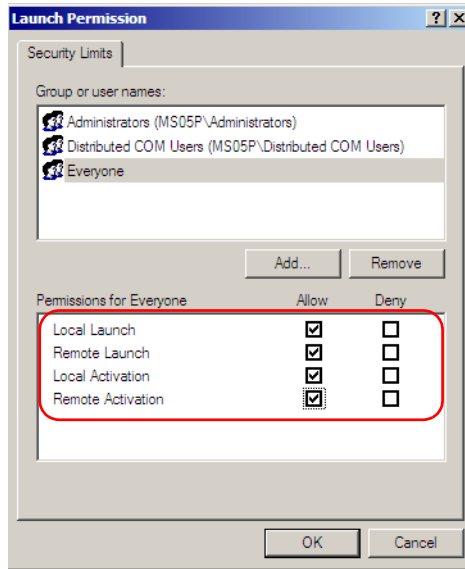 Launch Permission
Security Limits
Group or user names:
Administrators (MS05P\Administrators)
Distributed COM Users (MS05P\Distributed COM Users)
Everyone
Add... Remove
Permissions for Everyone Allow Deny
Local Launch
Remote Launch
Local Activation
Remote Activation
OK Cancel